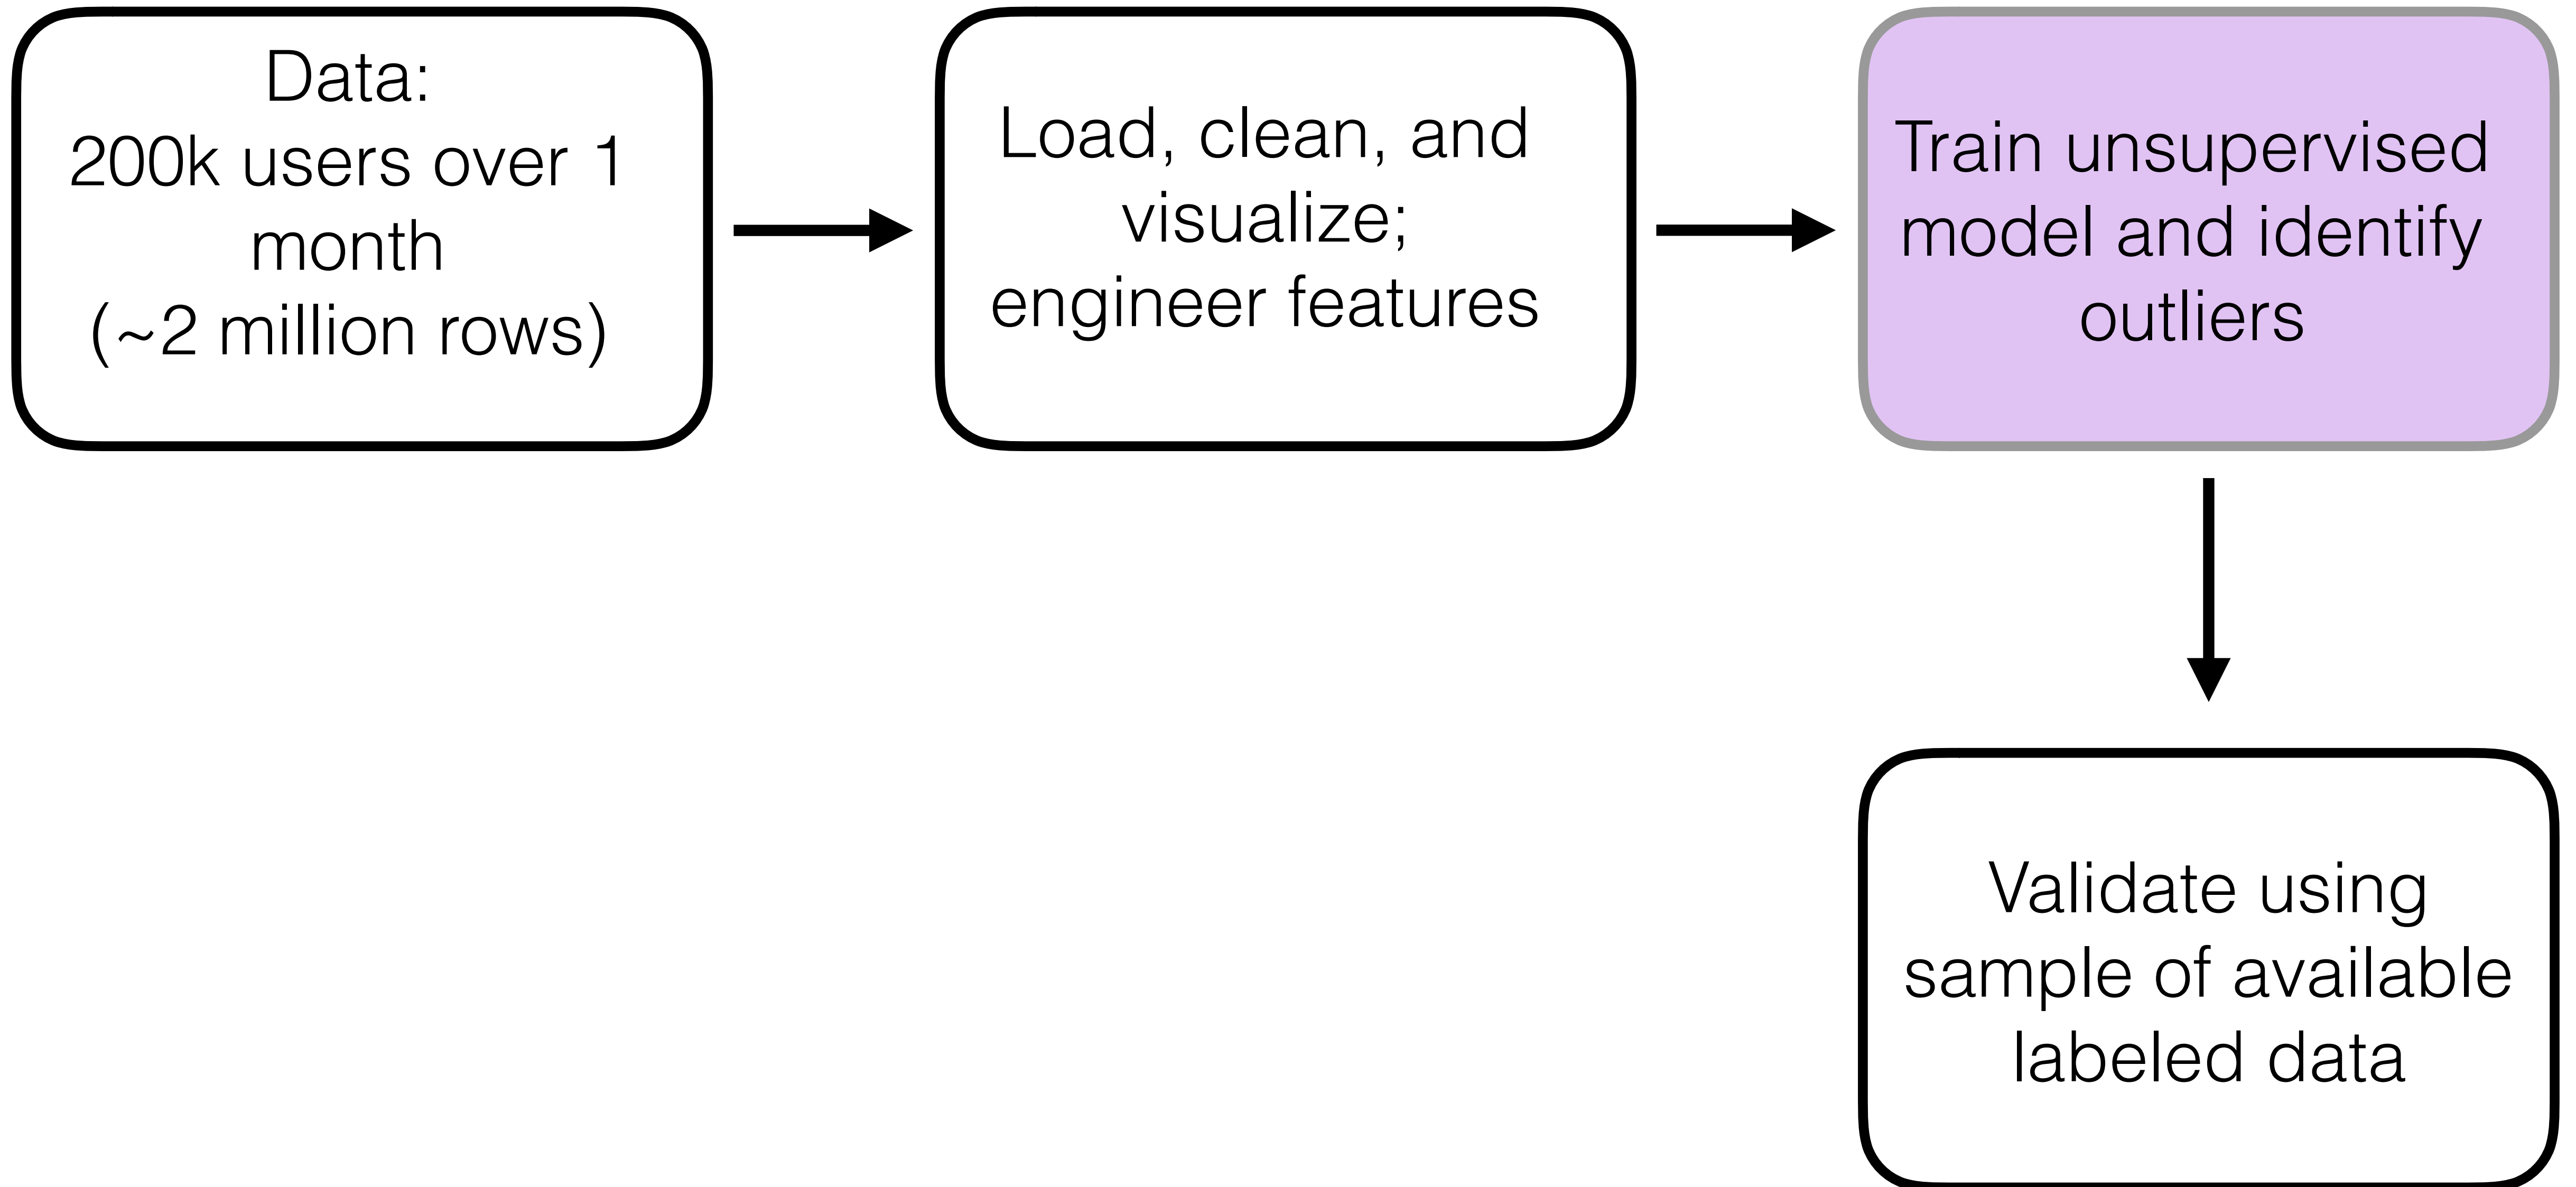 Data:
200k users over 1
month
(~2 million rows)
Load, clean, and
visualize;
engineer features
Train unsupervised
model and identify
outliers
Validate using
sample of available
labeled data